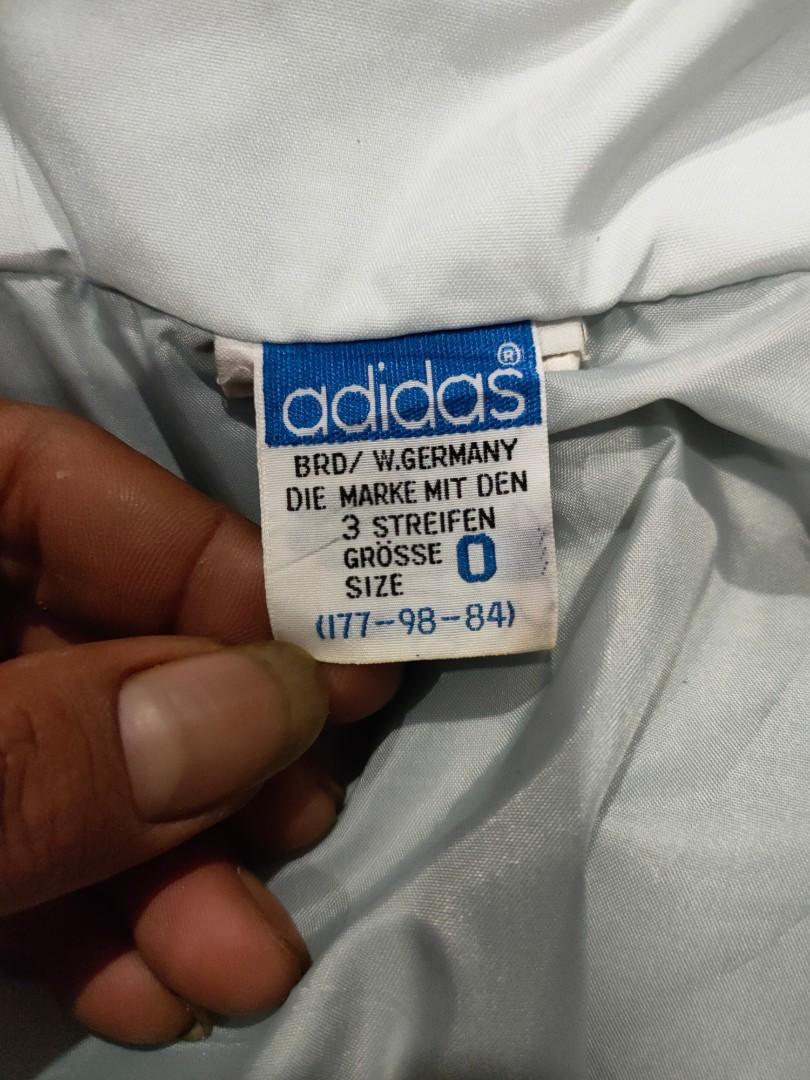 adidas®
BRD/ W.GERMANY
DIE MARKE MIT DEN
3 STREIFEN
GRÖSSE 0
SIZE
(177-98-84)